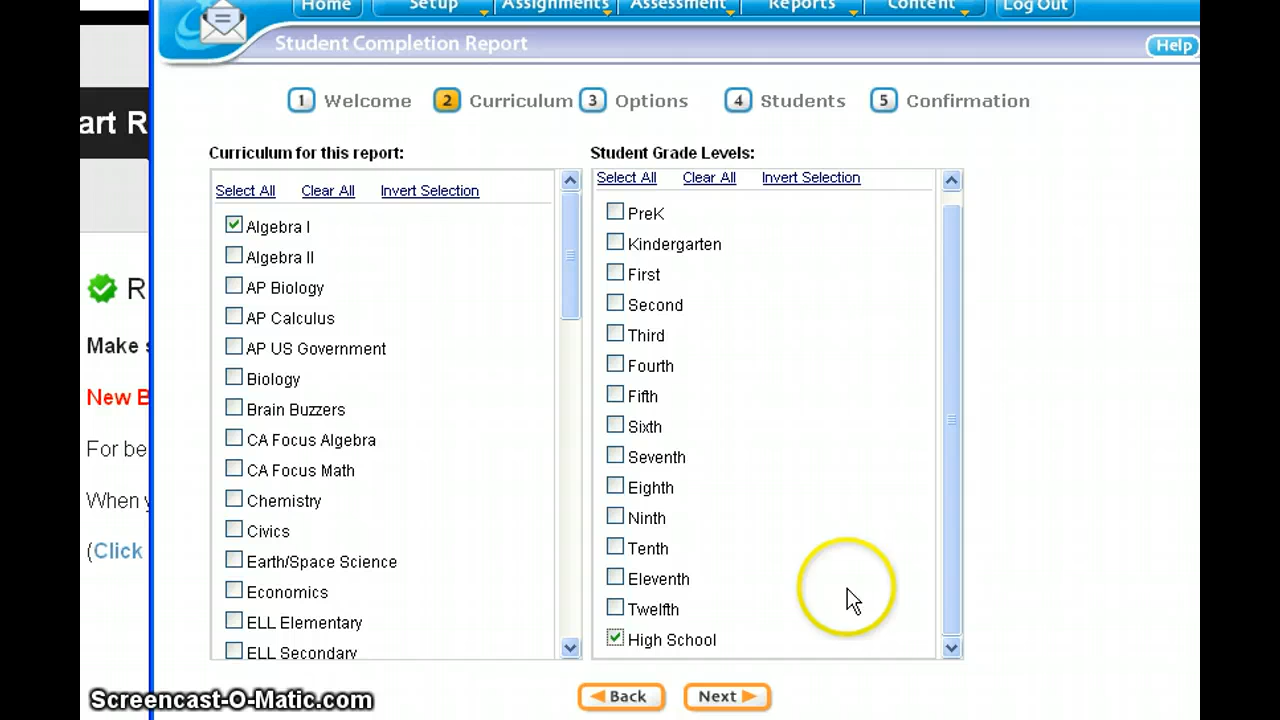 Home Setup Assignments Assessment Reports Content Log Out
Student Completion Report
Help
1 Welcome 2 Curriculum 3 Options 4 Students 5 Confirmation
art R
Curriculum for this report:
Select All Clear All Invert Selection
Algebra I
Algebra II
AP Biology
AP Calculus
AP US Government
Biology
Brain Buzzers
CA Focus Algebra
CA Focus Math
Chemistry
Civics
Earth/Space Science
Economics
ELL Elementary
ELL Secondary
Student Grade Levels:
Select All Clear All Invert Selection
PreK
Kindergarten
First
Second
Third
Fourth
Fifth
Sixth
Seventh
Eighth
Ninth
Tenth
Eleventh
Twelfth
High School
R
Make s
New B
For be
When y
(Click
Back Next
Screencast-O-Matic.com